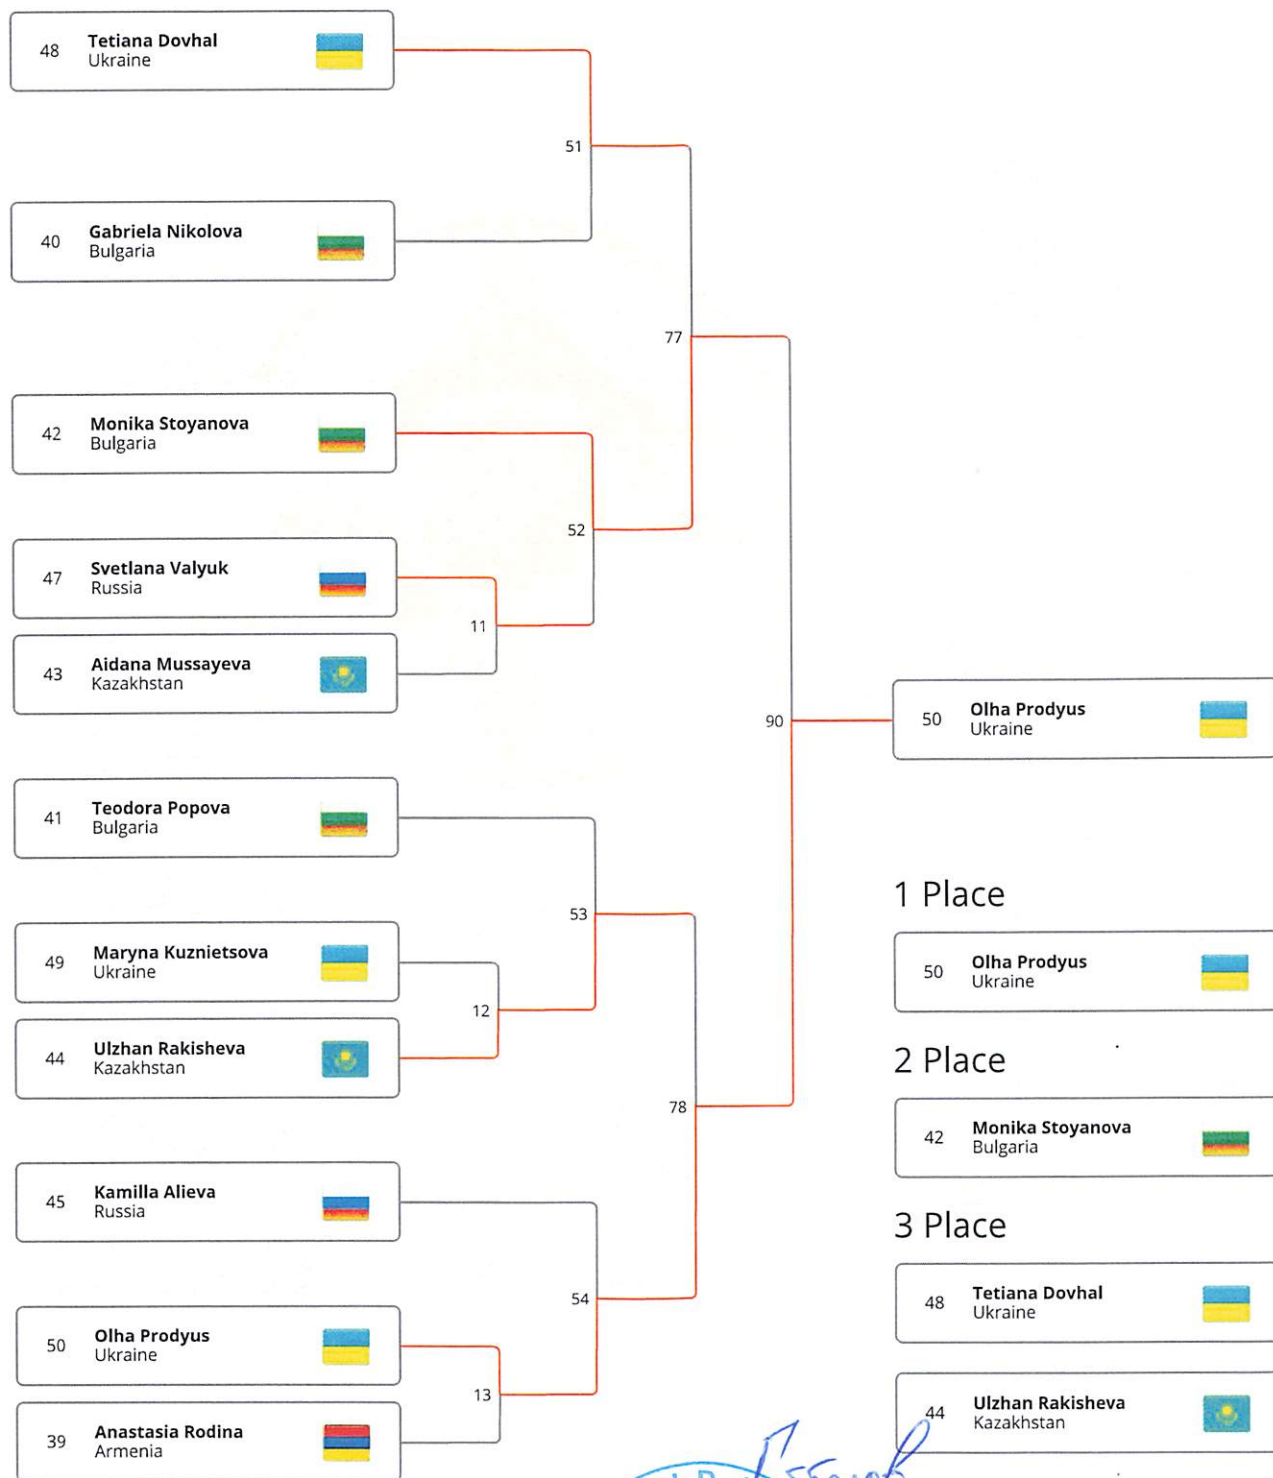 48
Tetiana Dovhal
Ukraine
51
40
Gabriela Nikolova
Bulgaria
77
42
Monika Stoyanova
Bulgaria
52
47
Svetlana Valyuk
Russia
11
43
Aidana Mussayeva
Kazakhstan
90
50
Olha Prodyus
Ukraine
41
Teodora Popova
Bulgaria
53
49
Maryna Kuznietsova
Ukraine
12
44
Ulzhan Rakisheva
Kazakhstan
78
45
Kamilla Alieva
Russia
54
50
Olha Prodyus
Ukraine
13
39
Anastasia Rodina
Armenia
1 Place
50
Olha Prodyus
Ukraine
2 Place
42
Monika Stoyanova
Bulgaria
3 Place
48
Tetiana Dovhal
Ukraine
44
Ulzhan Rakisheva
Kazakhstan